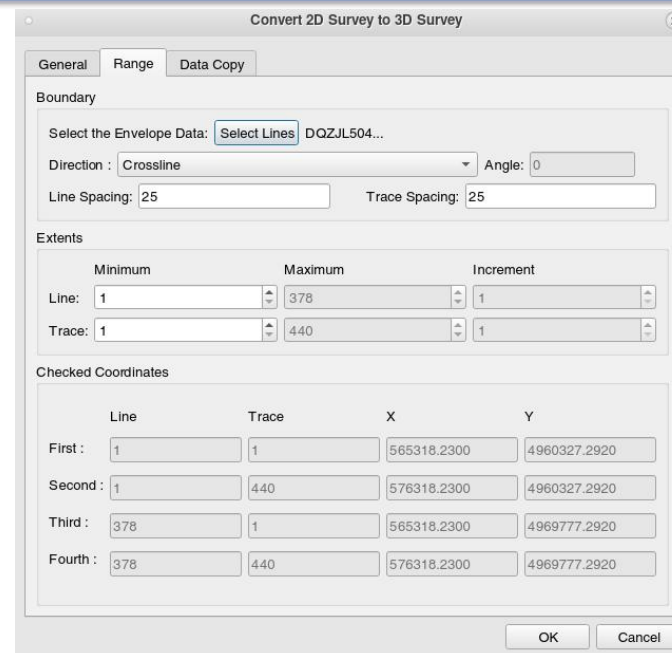 Convert 2D Survey to 3D Survey
General Range Data Copy
Boundary
Select the Envelope Data: Select Lines DQZJL504...
Direction : Crossline Angle: 0
Line Spacing: 25 Trace Spacing: 25
Extents
Minimum Maximum Increment
Line: 1 378 1
Trace: 1 440 1
Checked Coordinates
Line Trace X Y
First : 1 1 565318.2300 4960327.2920
Second : 1 440 576318.2300 4960327.2920
Third : 378 1 565318.2300 4969777.2920
Fourth : 378 440 576318.2300 4969777.2920
OK Cancel